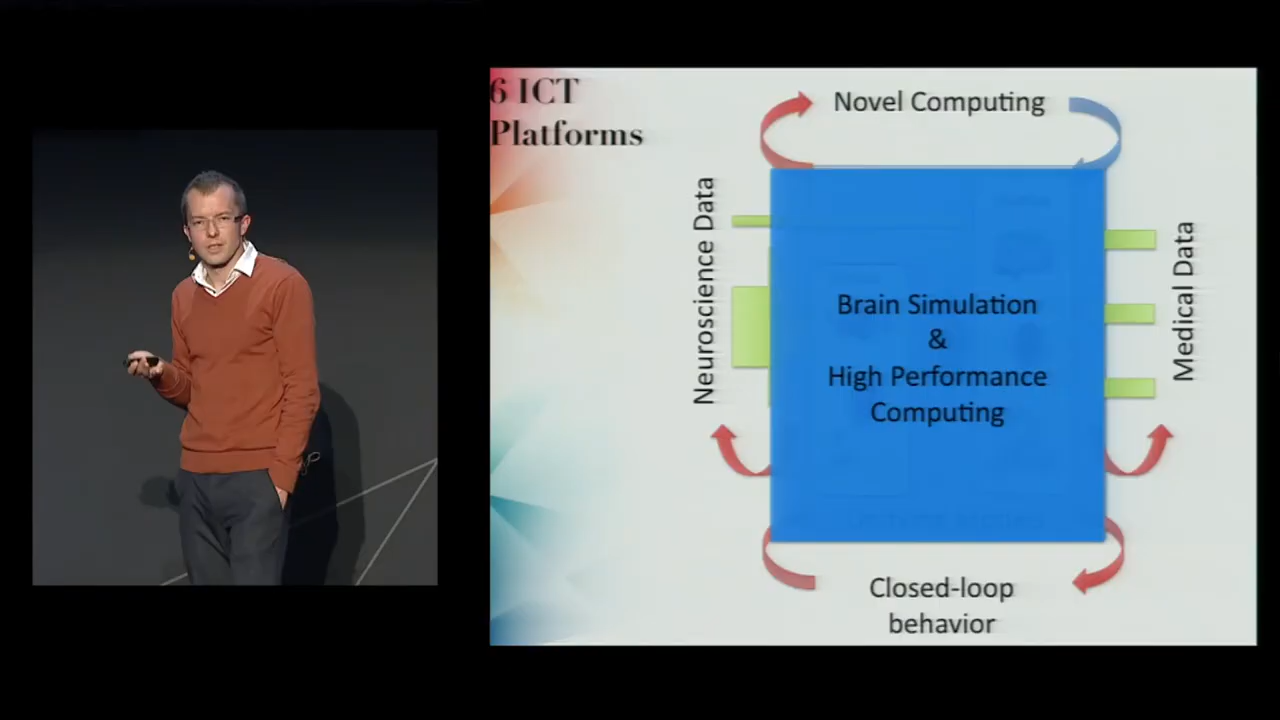 6 ICT
Platforms
Novel Computing
Neuroscience Data
Brain Simulation
&
High Performance
Computing
Medical Data
Closed-loop
behavior